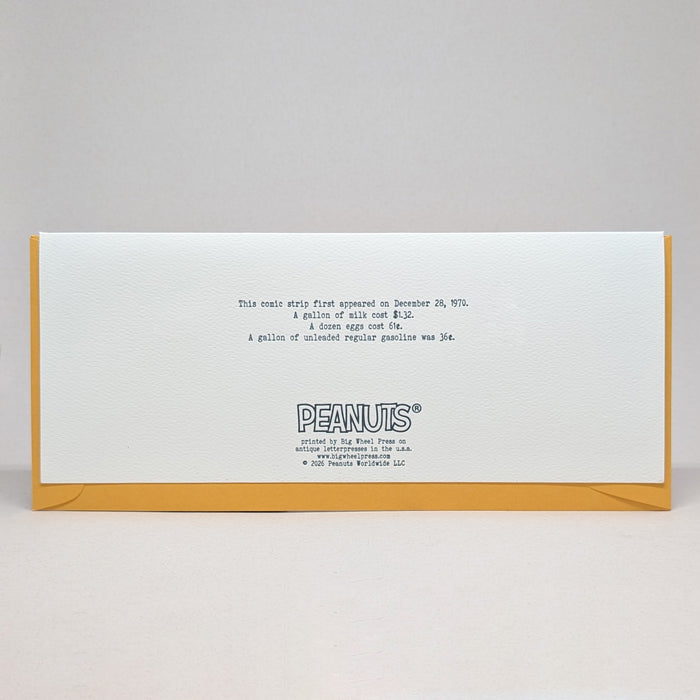 This comic strip first appeared on December 28, 1970.
A gallon of milk cost $1.32.
A dozen eggs cost 61¢.
A gallon of unleaded regular gasoline was 36¢.
PEANUTS®
printed by Big Wheel Press on
antique letterpresses in the u.s.a.
www.bigwheelpress.com
© 2026 Peanuts Worldwide LLC